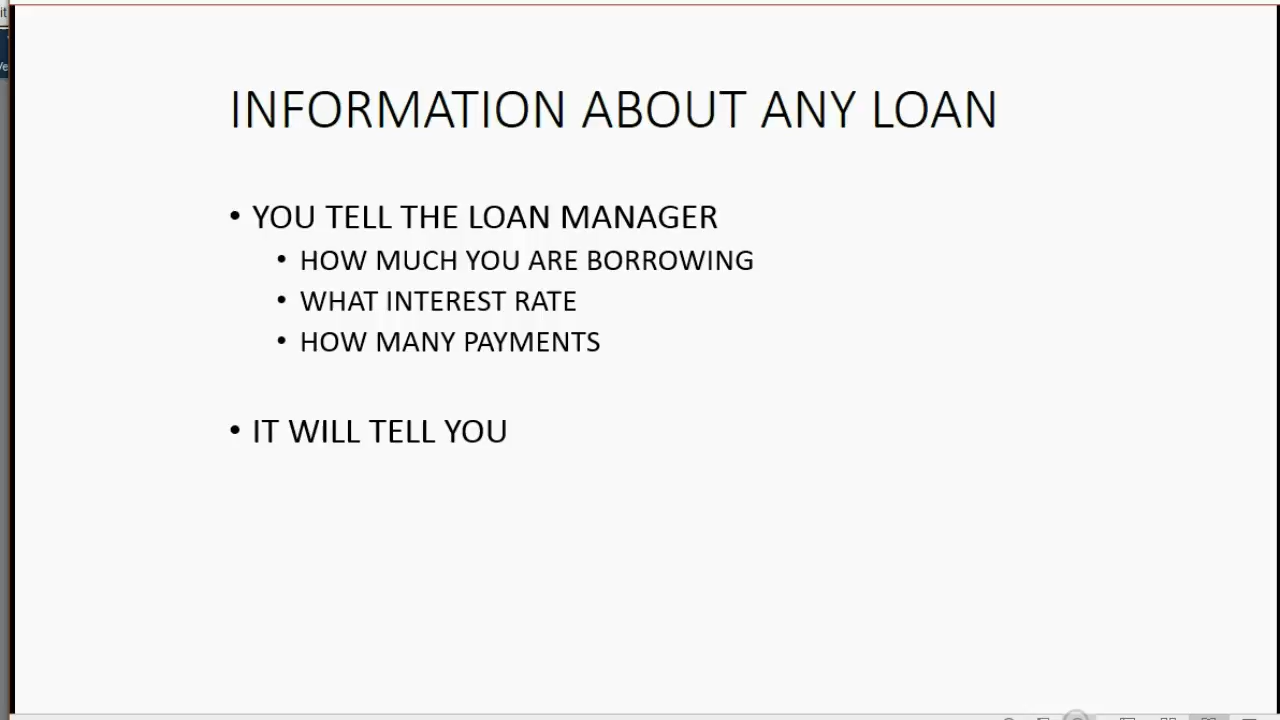 INFORMATION ABOUT ANY LOAN
• YOU TELL THE LOAN MANAGER
• HOW MUCH YOU ARE BORROWING
• WHAT INTEREST RATE
• HOW MANY PAYMENTS
• IT WILL TELL YOU